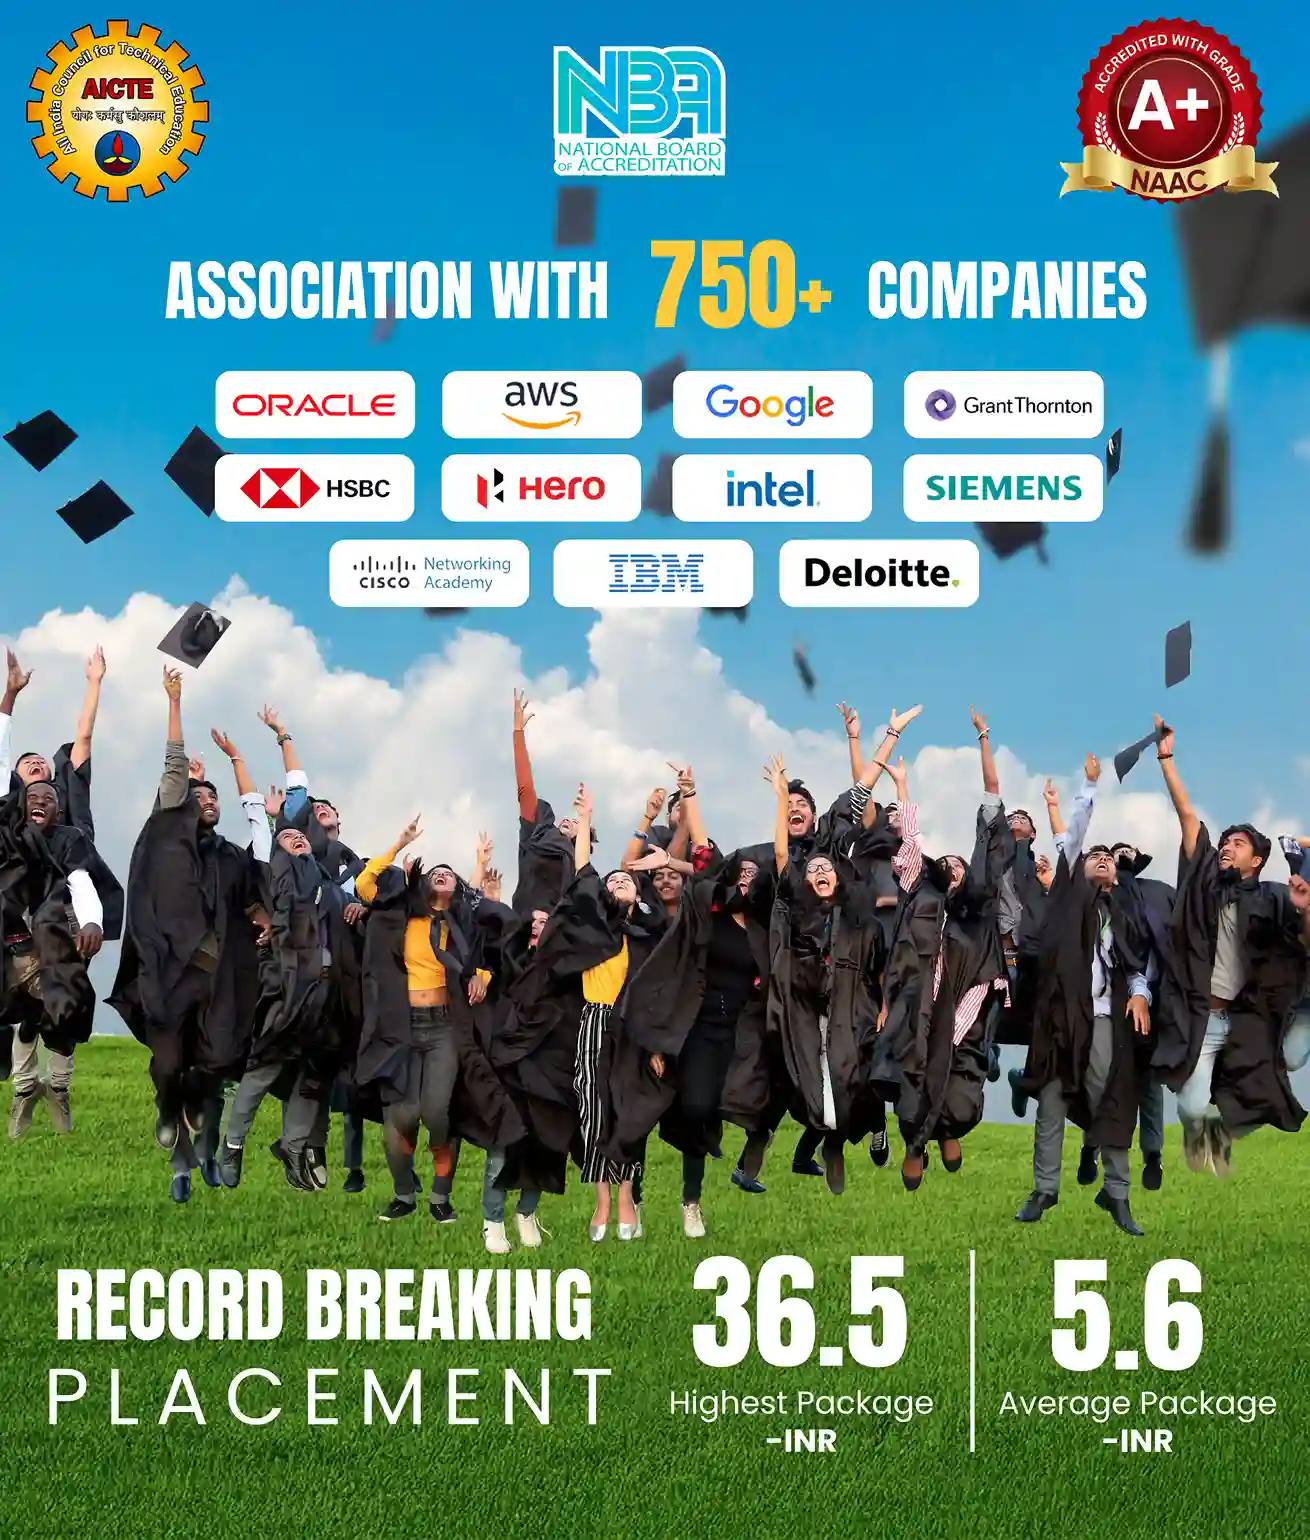 All India Council for Technical Education
AICTE
योगः कर्मसु कौशलम्
NBA
NATIONAL BOARD
OF ACCREDITATION
ACCREDITED WITH GRADE
A+
NAAC
ASSOCIATION WITH 750+ COMPANIES
ORACLE aws Google GrantThornton
HSBC Hero intel. SIEMENS
CISCO Networking Academy IBM Deloitte.
RECORD BREAKING
PLACEMENT
36.5
Highest Package
-INR
5.6
Average Package
-INR